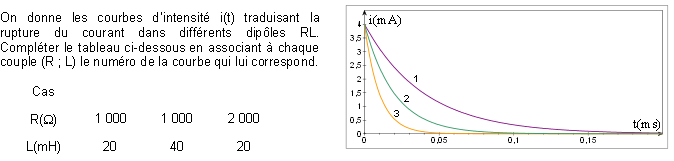 On donne les courbes d'intensité i(t) traduisant la
rupture du courant dans différents dipôles RL.
Compléter le tableau ci-dessous en associant à chaque
couple (R ; L) le numéro de la courbe qui lui correspond.
Cas
R(Ω) 1 000 1 000 2 000
L(mH) 20 40 20
i(mA)
4
3,5
3
2,5
2
1,5
1
0,5
0
1
2
3
0,05 0,1 0,15
t(ms)